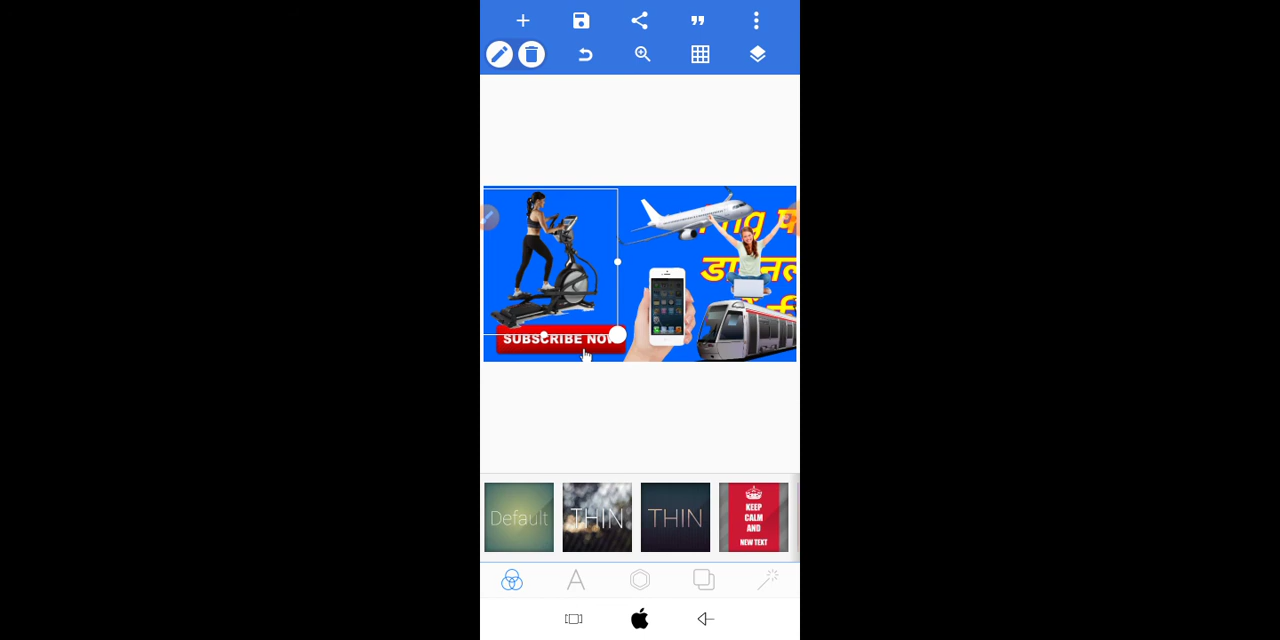 SUBSCRIBE NOW
Default
THIN
THIN
KEEP
CALM
AND
NEW TEXT